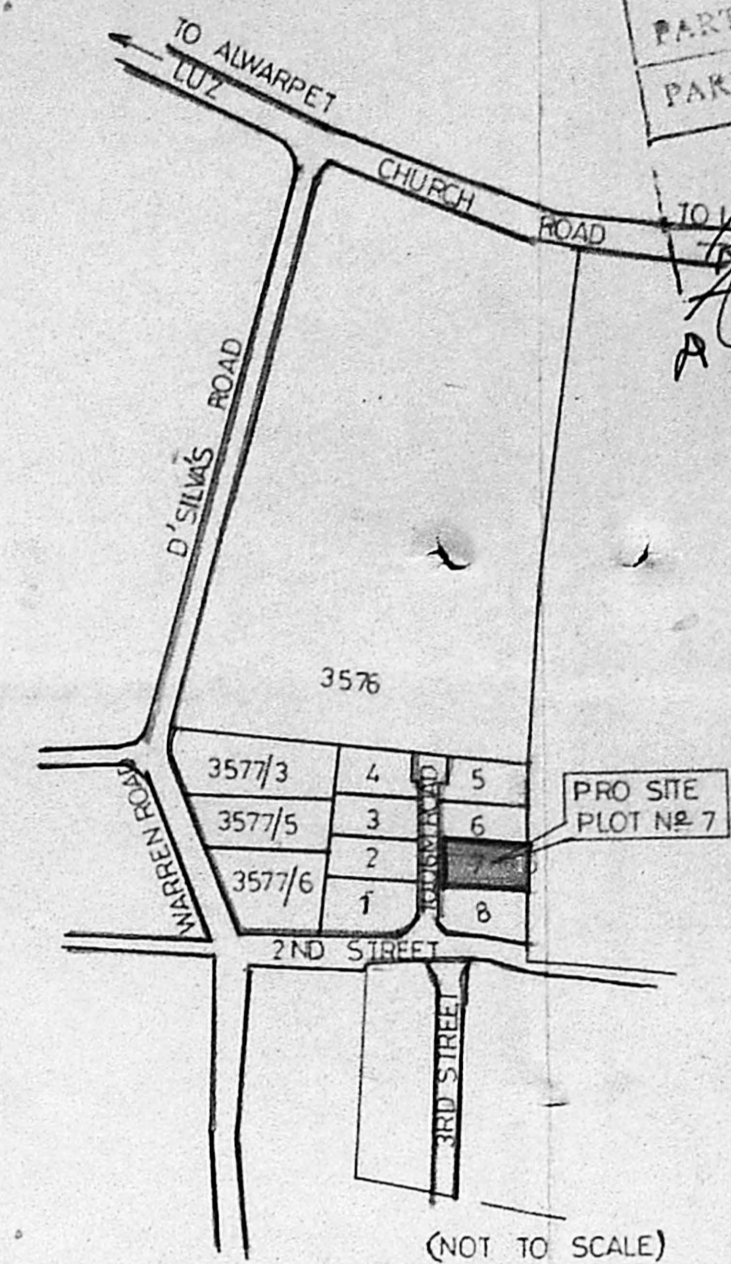 TO ALWARPET
LUZ
CHURCH
ROAD
D'SILVA'S ROAD
3576
3577/3
4
5
3577/5
3
6
3577/6
2
7
1
8
PRO SITE
PLOT Nº 7
WARREN ROAD
2ND STREET
3RD STREET
(NOT TO SCALE)